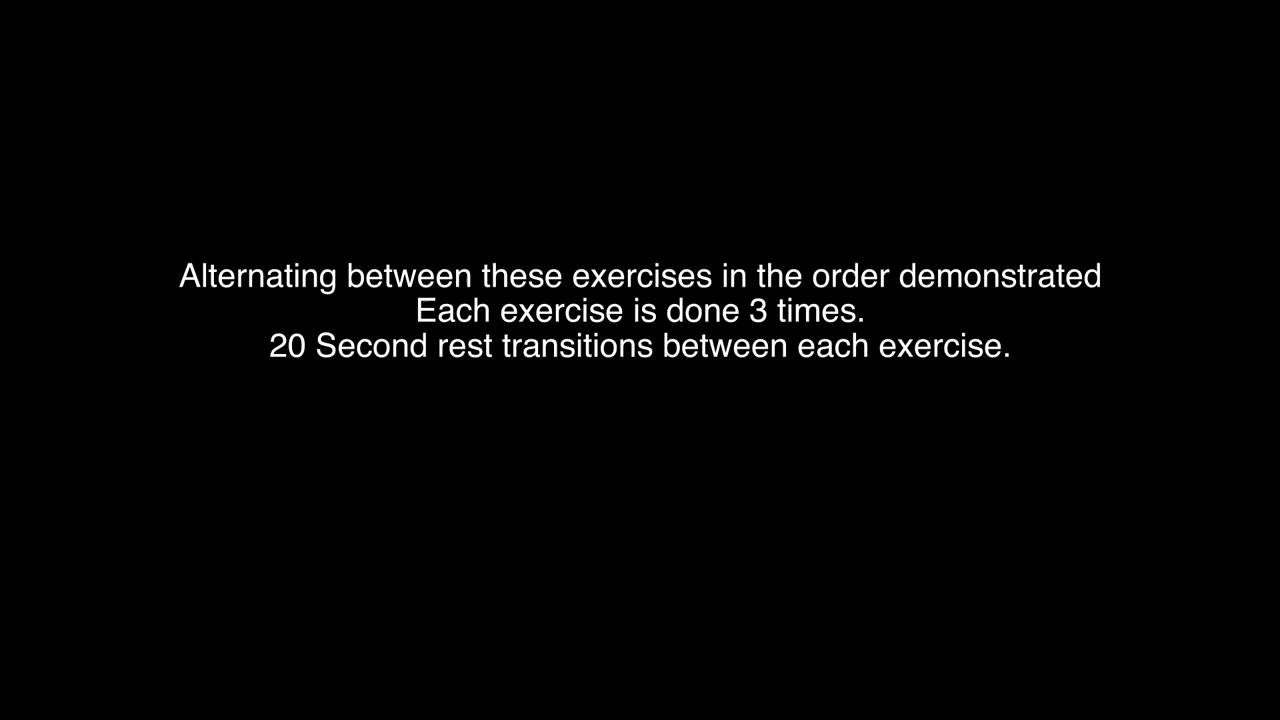 Alternating between these exercises in the order demonstrated
Each exercise is done 3 times.
20 Second rest transitions between each exercise.